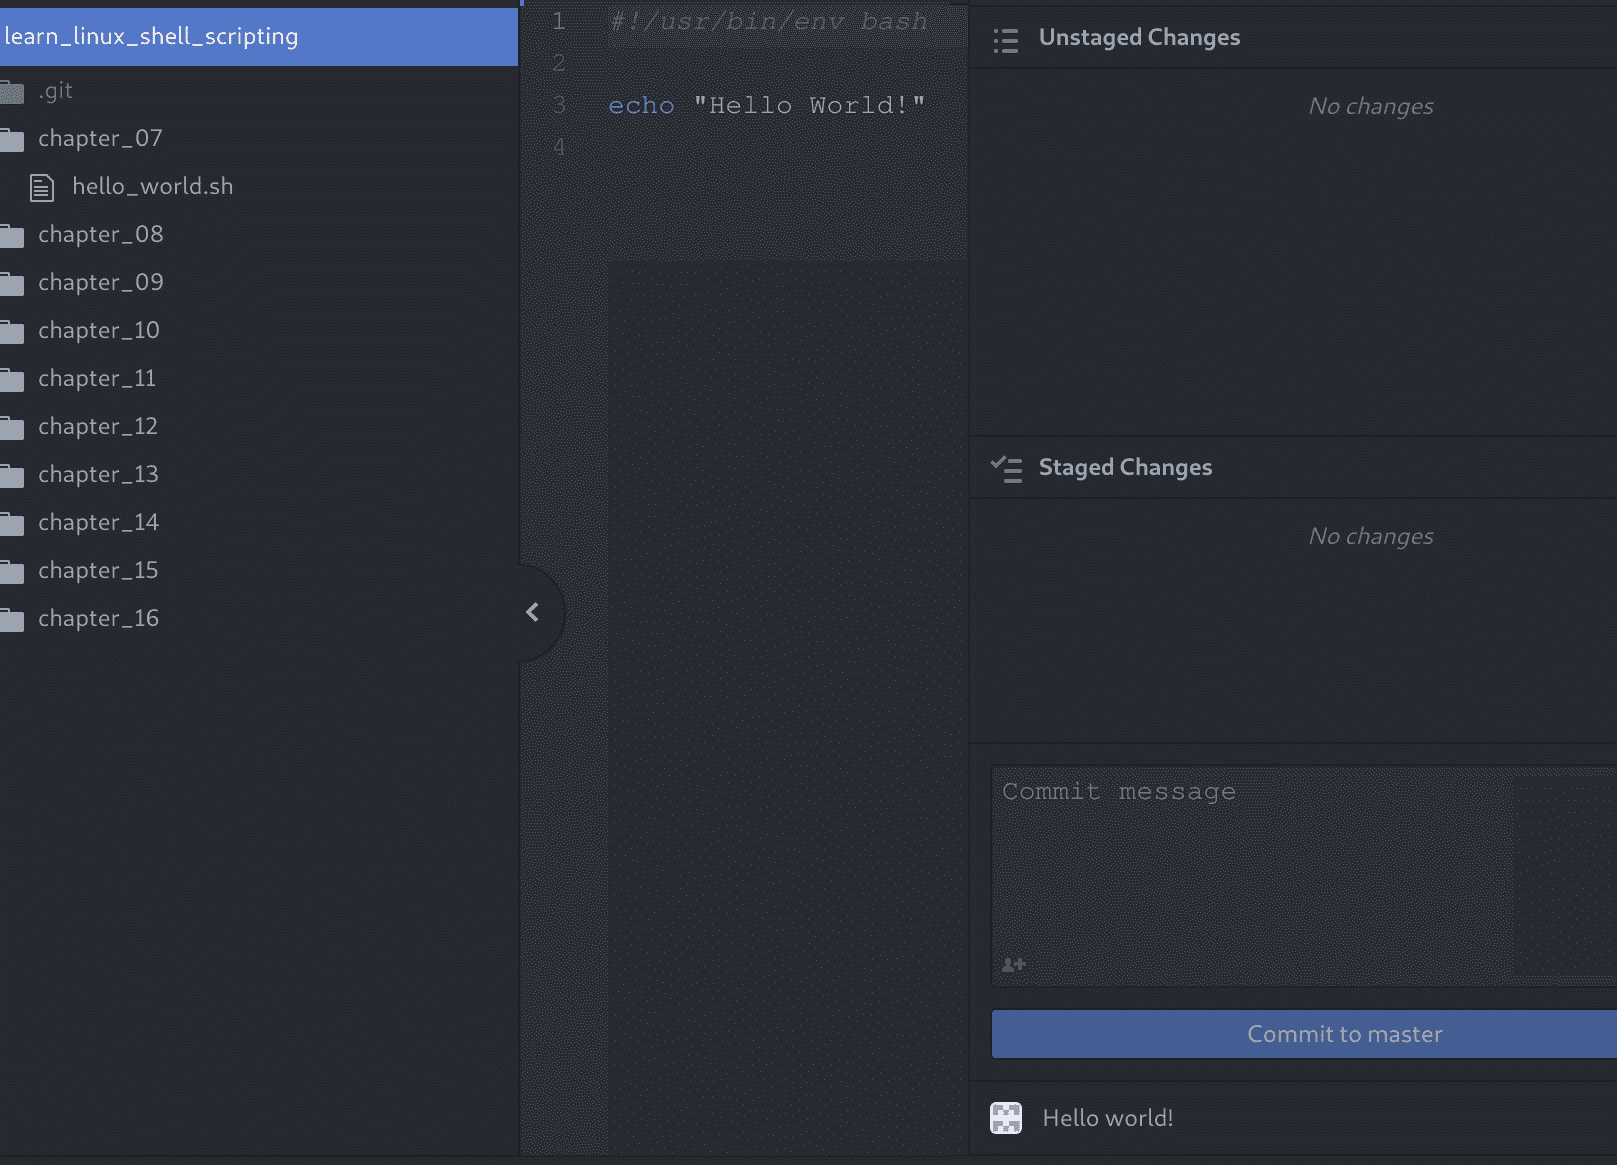 learn_linux_shell_scripting
.git
chapter_07
hello_world.sh
chapter_08
chapter_09
chapter_10
chapter_11
chapter_12
chapter_13
chapter_14
chapter_15
chapter_16
1 #!/usr/bin/env bash
2
3 echo "Hello World!"
4
Unstaged Changes
No changes
Staged Changes
No changes
Commit message
Commit to master
Hello world!